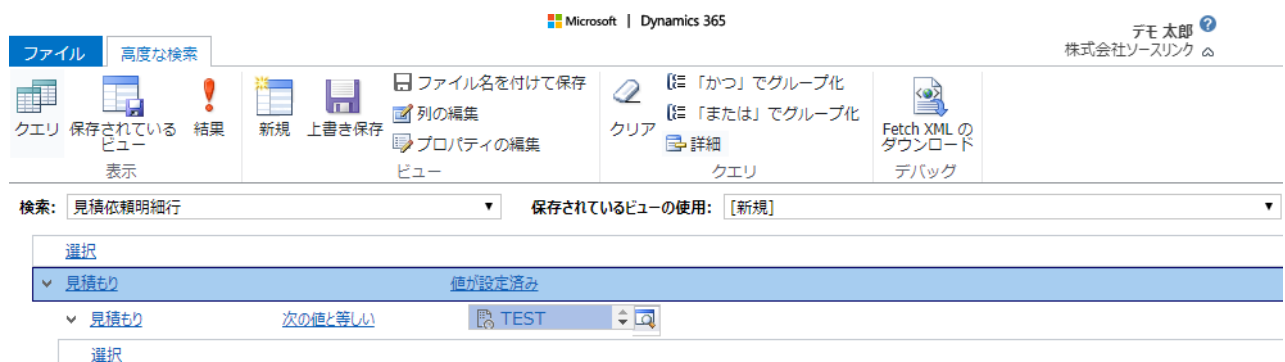 Microsoft | Dynamics 365
デモ 太郎
株式会社ソースリンク
ファイル 高度な検索
クエリ
保存されている
ビュー
結果
表示
新規
上書き保存
ファイル名を付けて保存
列の編集
プロパティの編集
ビュー
クリア
「かつ」でグループ化
「または」でグループ化
詳細
クエリ
Fetch XML の
ダウンロード
デバッグ
検索: 見積依頼明細行 保存されているビューの使用: [新規]
選択
見積もり 値が設定済み
見積もり 次の値と等しい TEST
選択